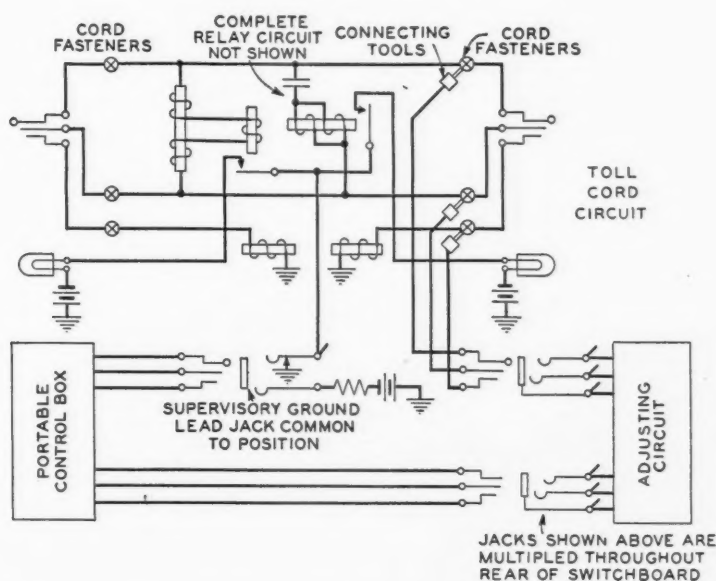 CORD
FASTENERS
COMPLETE
RELAY CIRCUIT
NOT SHOWN
CONNECTING
TOOLS
CORD
FASTENERS
TOLL
CORD
CIRCUIT
PORTABLE
CONTROL BOX
SUPERVISORY GROUND
LEAD JACK COMMON
TO POSITION
ADJUSTING
CIRCUIT
JACKS SHOWN ABOVE ARE
MULTIPLED THROUGHOUT
REAR OF SWITCHBOARD